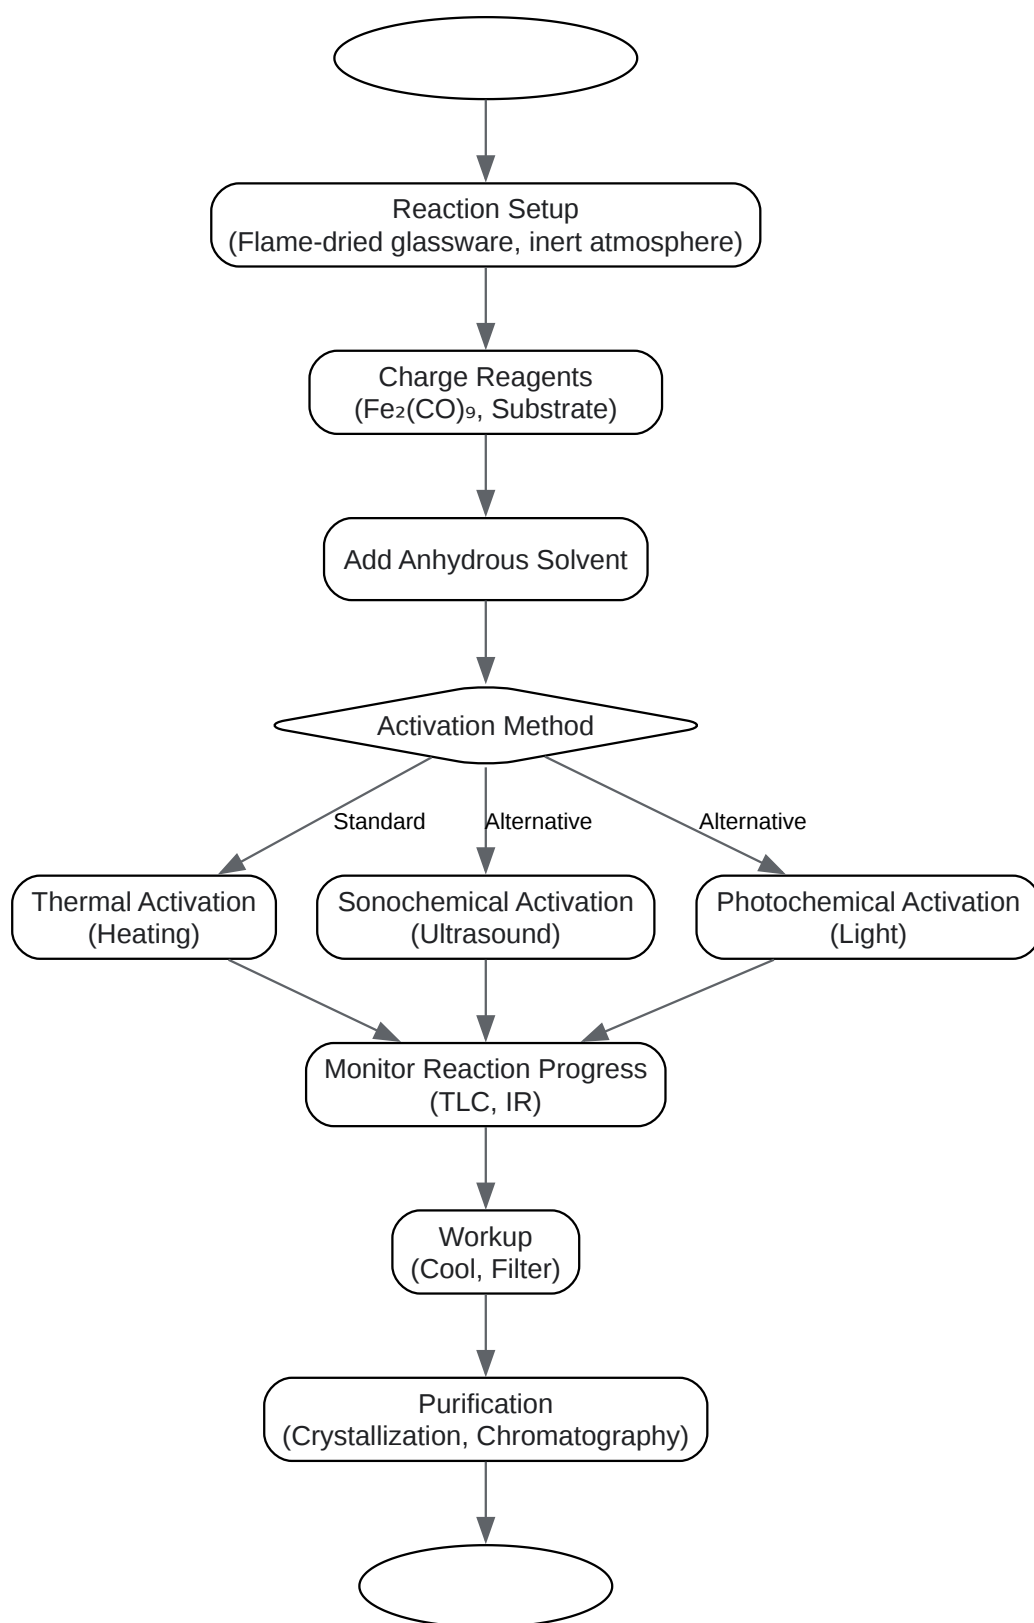 Reaction Setup
(Flame-dried glassware, inert atmosphere)
Charge Reagents
(Fe₂(CO)₉, Substrate)
Add Anhydrous Solvent
Activation Method
Standard
Alternative
Alternative
Thermal Activation
(Heating)
Sonochemical Activation
(Ultrasound)
Photochemical Activation
(Light)
Monitor Reaction Progress
(TLC, IR)
Workup
(Cool, Filter)
Purification
(Crystallization, Chromatography)